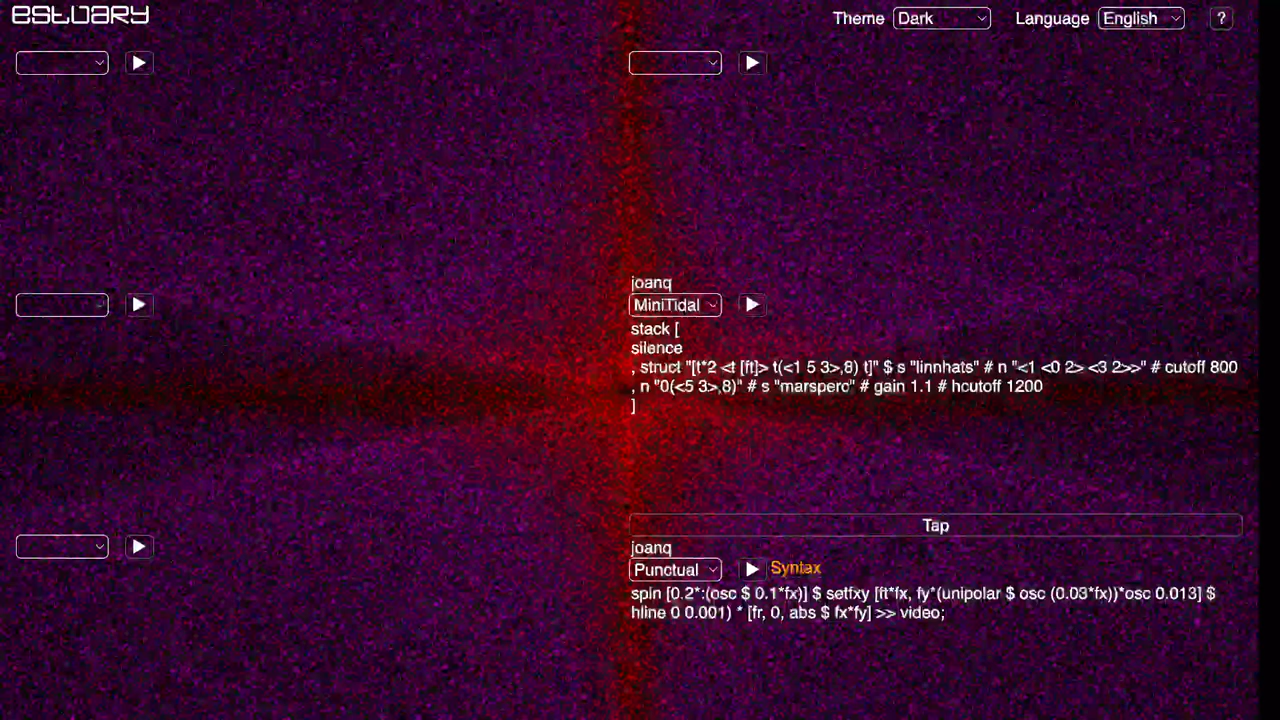 estuary
Theme Dark Language English ?
joanq
MiniTidal
stack [
silence
, struct "[t*2 <t [ft]> t(<1 5 3>,8) t]" $ s "linnhats" # n "<1 <0 2> <3 2>>" # cutoff 800
, n "0(<5 3>,8)" # s "marspero" # gain 1.1 # hcutoff 1200
]
Tap
joanq
Punctual Syntax
spin [0.2*:(osc $ 0.1*fx)] $ setfxy [ft*fx, fy*(unipolar $ osc (0.03*fx))*osc 0.013] $
hline 0 0.001) * [fr, 0, abs $ fx*fy] >> video;